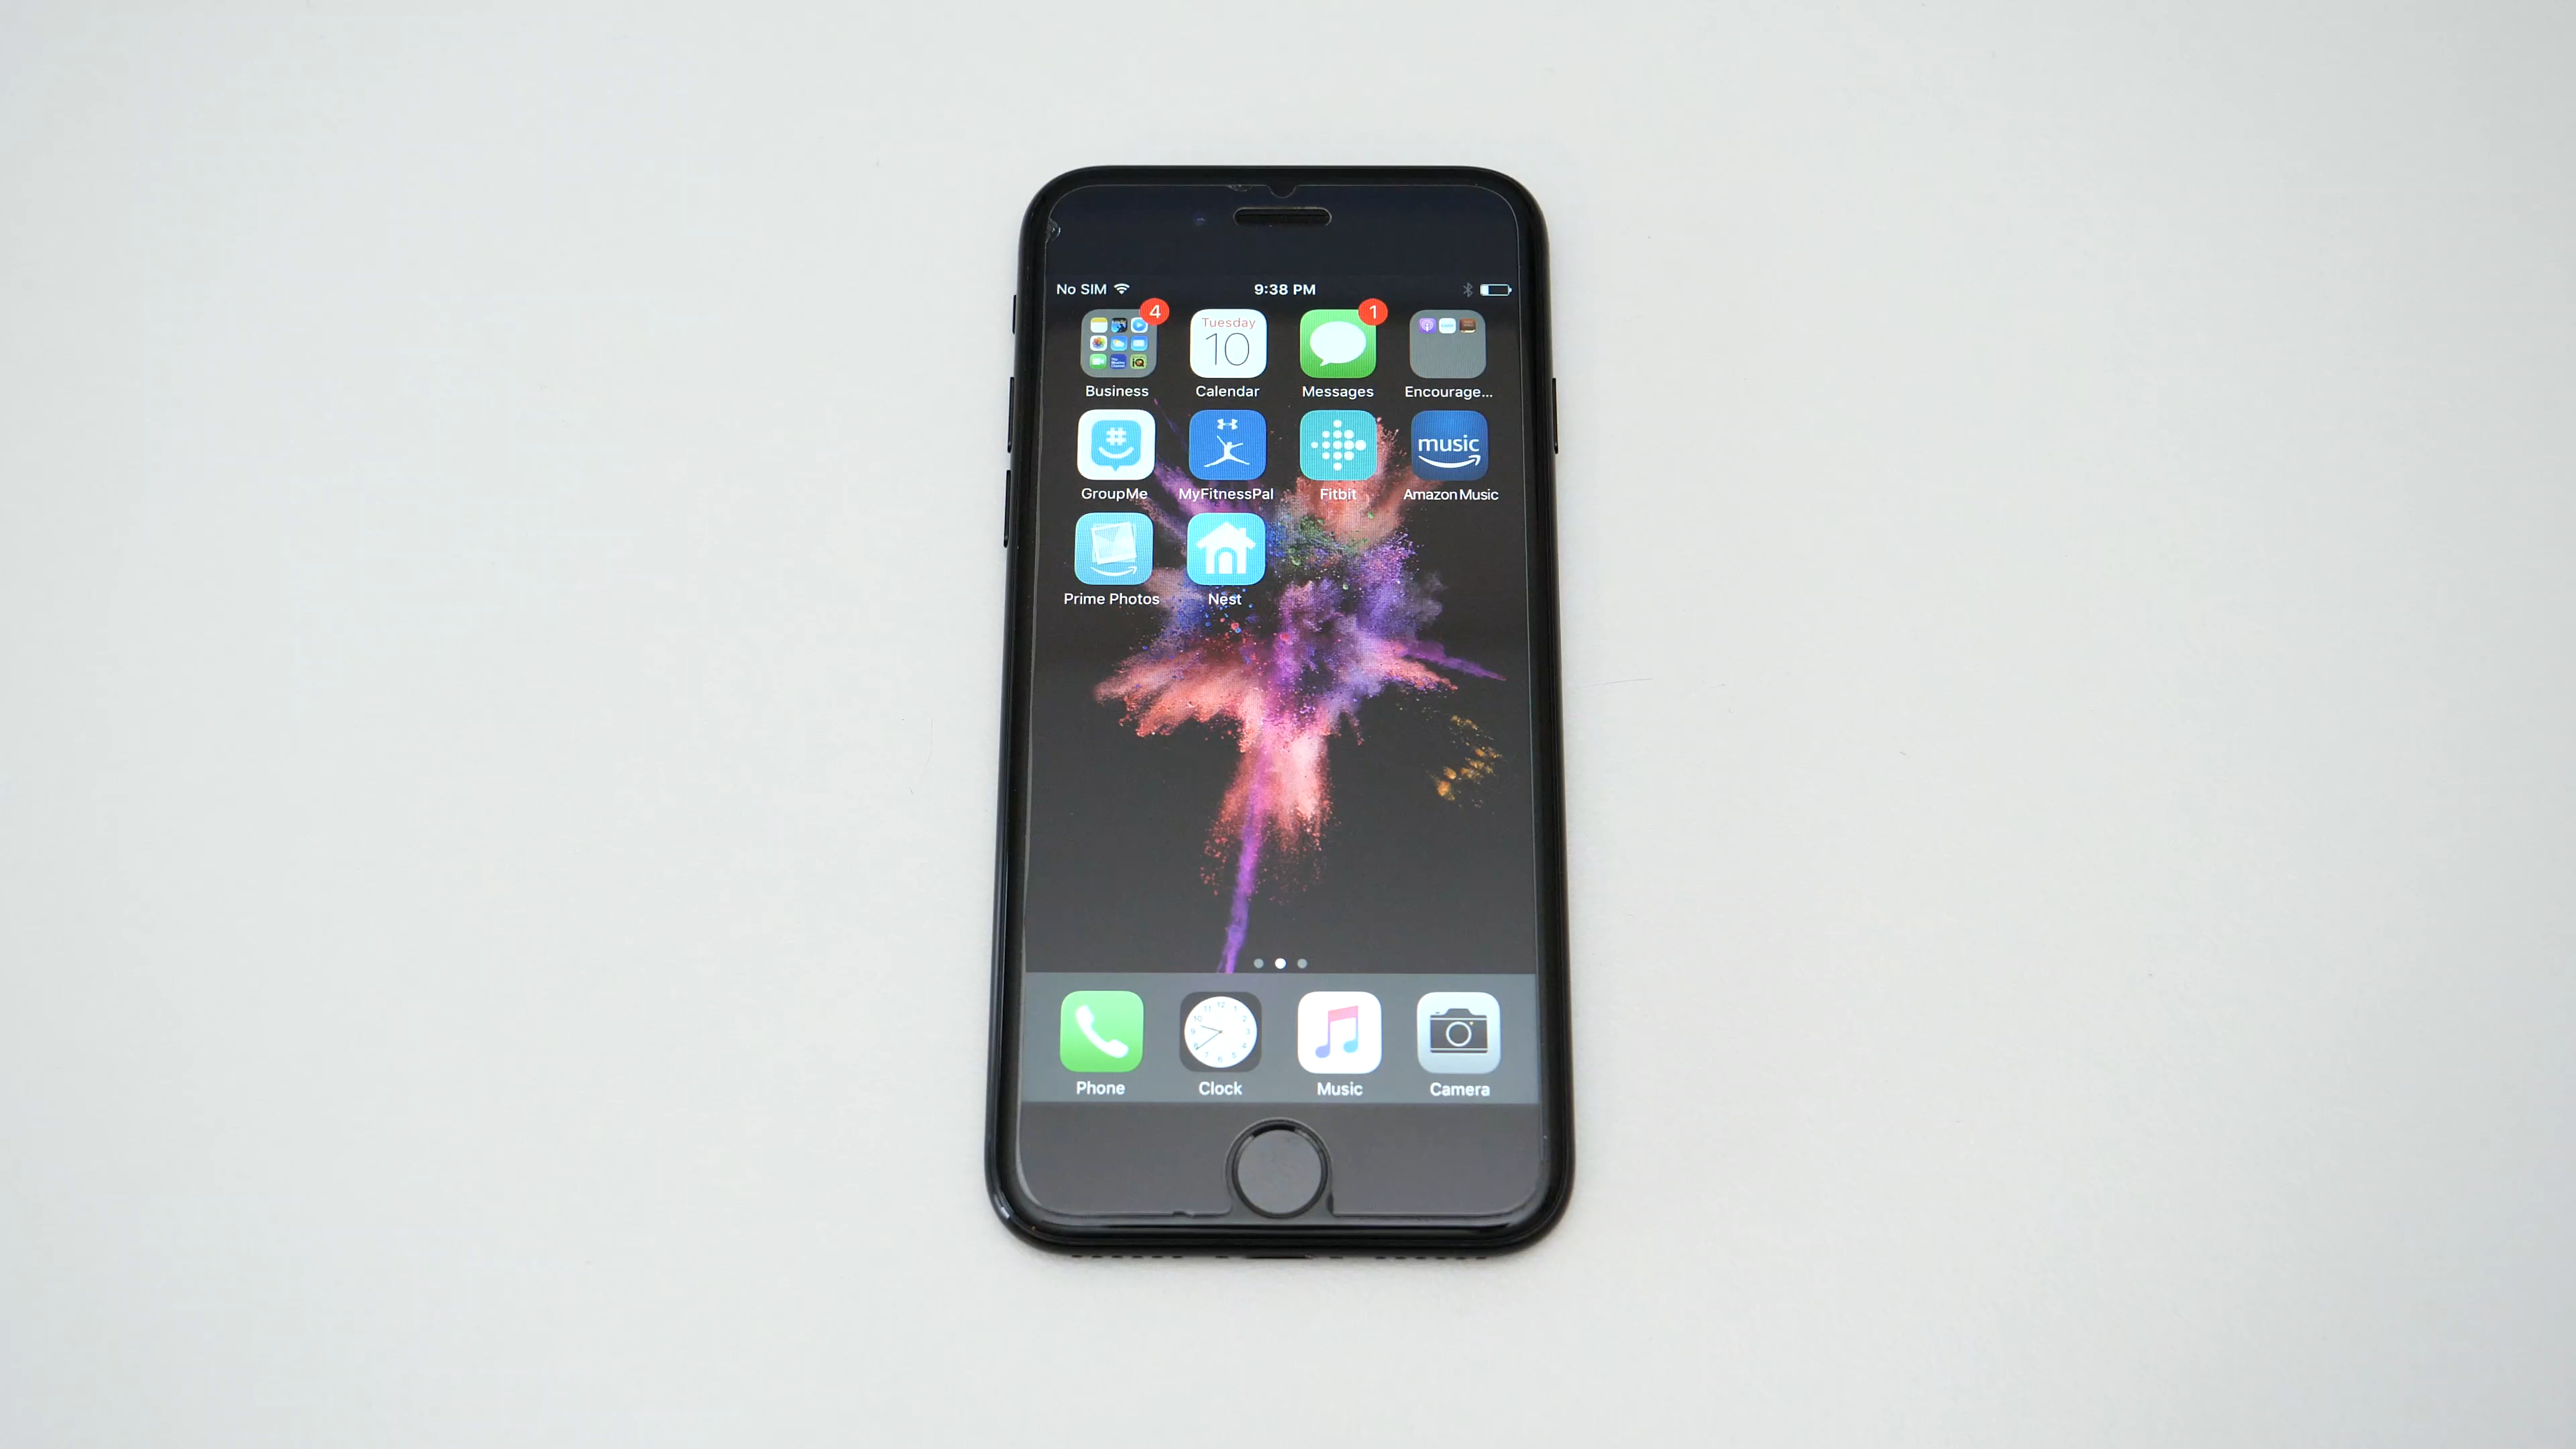 No SIM 9:38 PM
4 1
Tuesday
10
Business Calendar Messages Encourage...
#
music
GroupMe MyFitnessPal Fitbit Amazon Music
Prime Photos Nest
Phone Clock Music Camera